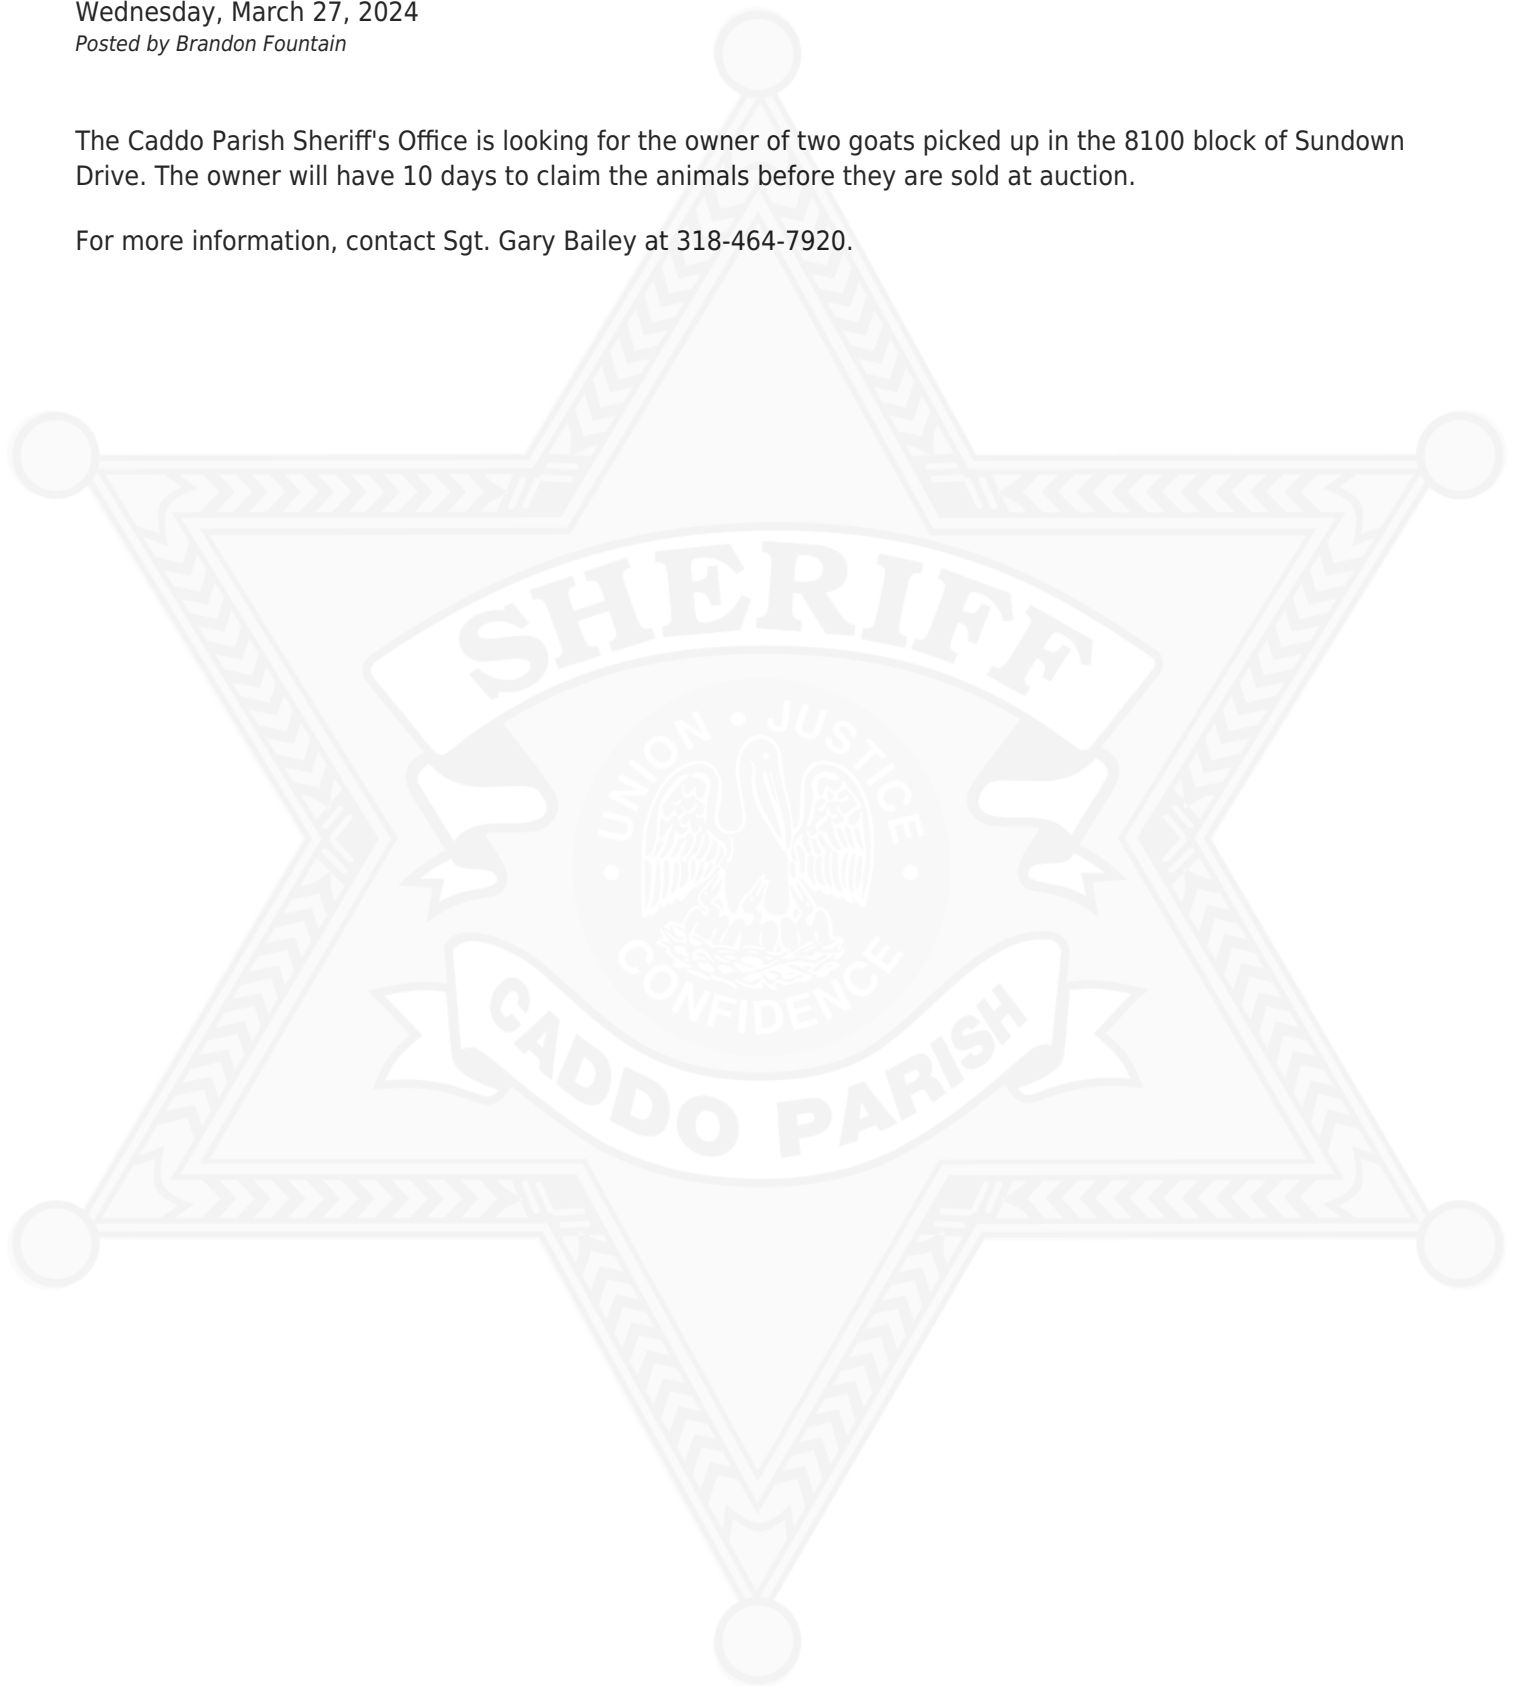 Wednesday, March 27, 2024
Posted by Brandon Fountain
The Caddo Parish Sheriff's Office is looking for the owner of two goats picked up in the 8100 block of Sundown
Drive. The owner will have 10 days to claim the animals before they are sold at auction.
For more information, contact Sgt. Gary Bailey at 318-464-7920.
SHERIFF
UNION • JUSTICE
• CONFIDENCE •
CADDO PARISH